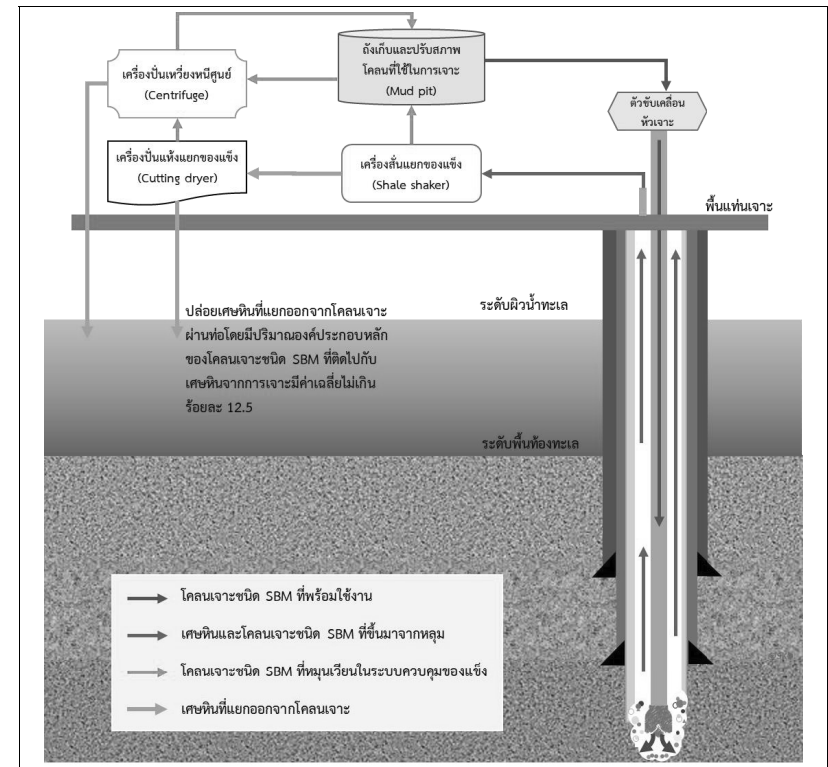 ถังเก็บและปรับสภาพ
โคลนที่ใช้ในการเจาะ
(Mud pit)
เครื่องปั่นเหวี่ยงหนีศูนย์
(Centrifuge)
ตัวขับเคลื่อน
หัวเจาะ
เครื่องปั่นแห้งแยกของแข็ง
(Cutting dryer)
เครื่องสั่นแยกของแข็ง
(Shale shaker)
พื้นแท่นเจาะ
ระดับผิวน้ำทะเล
ปล่อยเศษหินที่แยกออกจากโคลนเจาะ
ผ่านท่อโดยมีปริมาณองค์ประกอบหลัก
ของโคลนเจาะชนิด SBM ที่ติดไปกับ
เศษหินจากการเจาะมีค่าเฉลี่ยไม่เกิน
ร้อยละ 12.5
ระดับพื้นท้องทะเล
โคลนเจาะชนิด SBM ที่พร้อมใช้งาน
เศษหินและโคลนเจาะชนิด SBM ที่ขึ้นมาจากหลุม
โคลนเจาะชนิด SBM ที่หมุนเวียนในระบบควบคุมของแข็ง
เศษหินที่แยกออกจากโคลนเจาะ